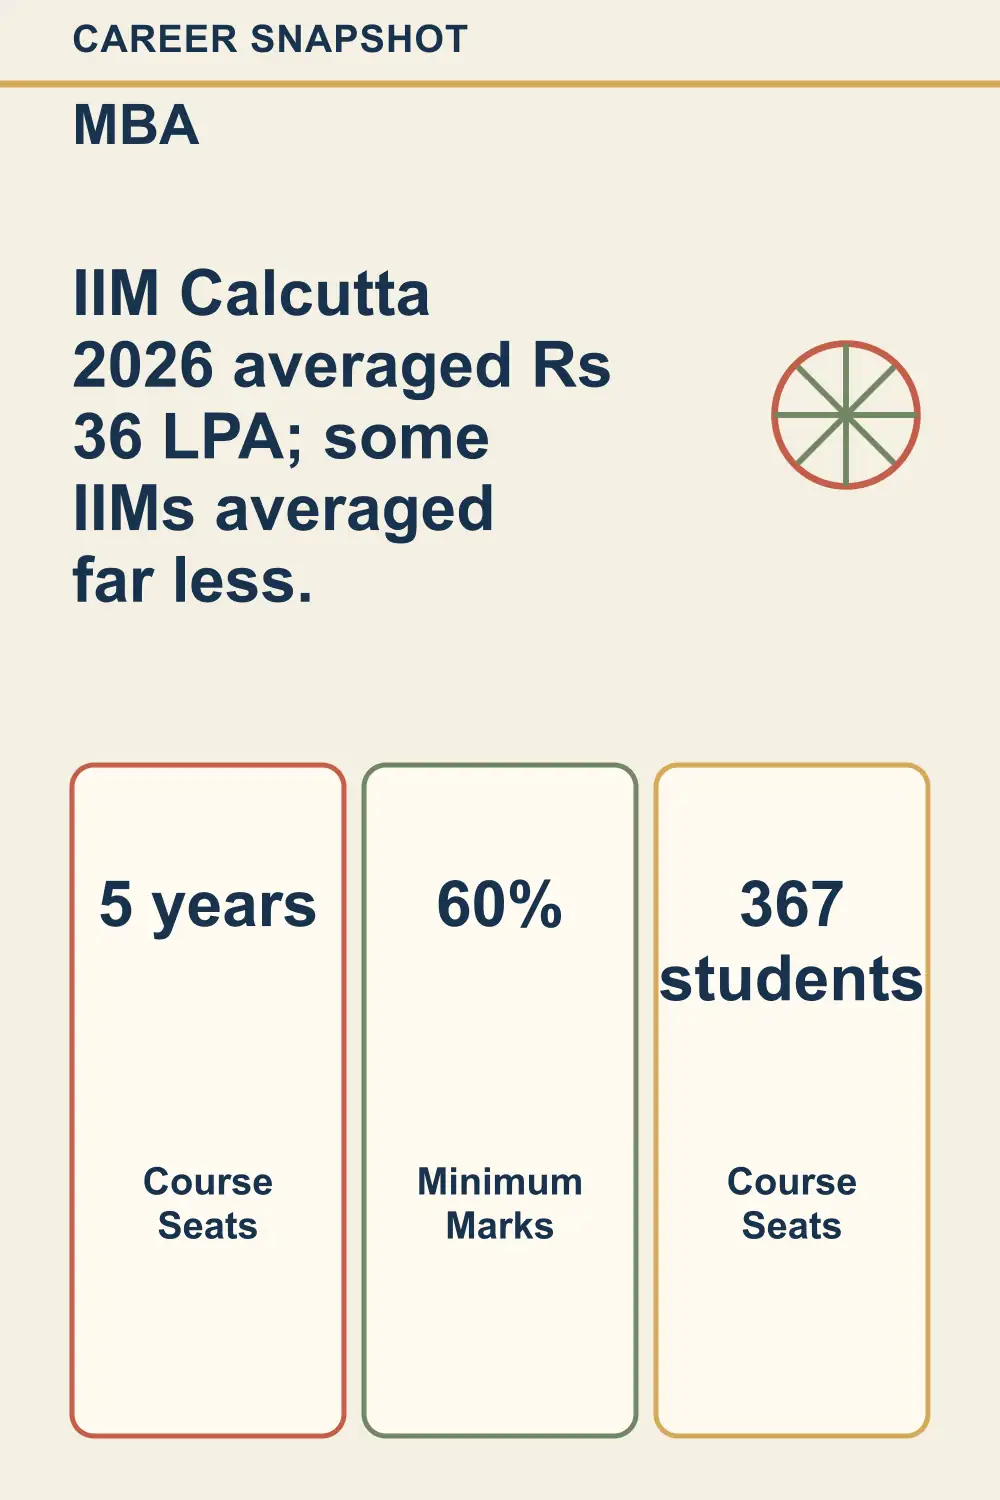 CAREER SNAPSHOT
MBA
IIM Calcutta
2026 averaged Rs
36 LPA; some
IIMs averaged
far less.
5 years
Course
Seats
60%
Minimum
Marks
367
students
Course
Seats